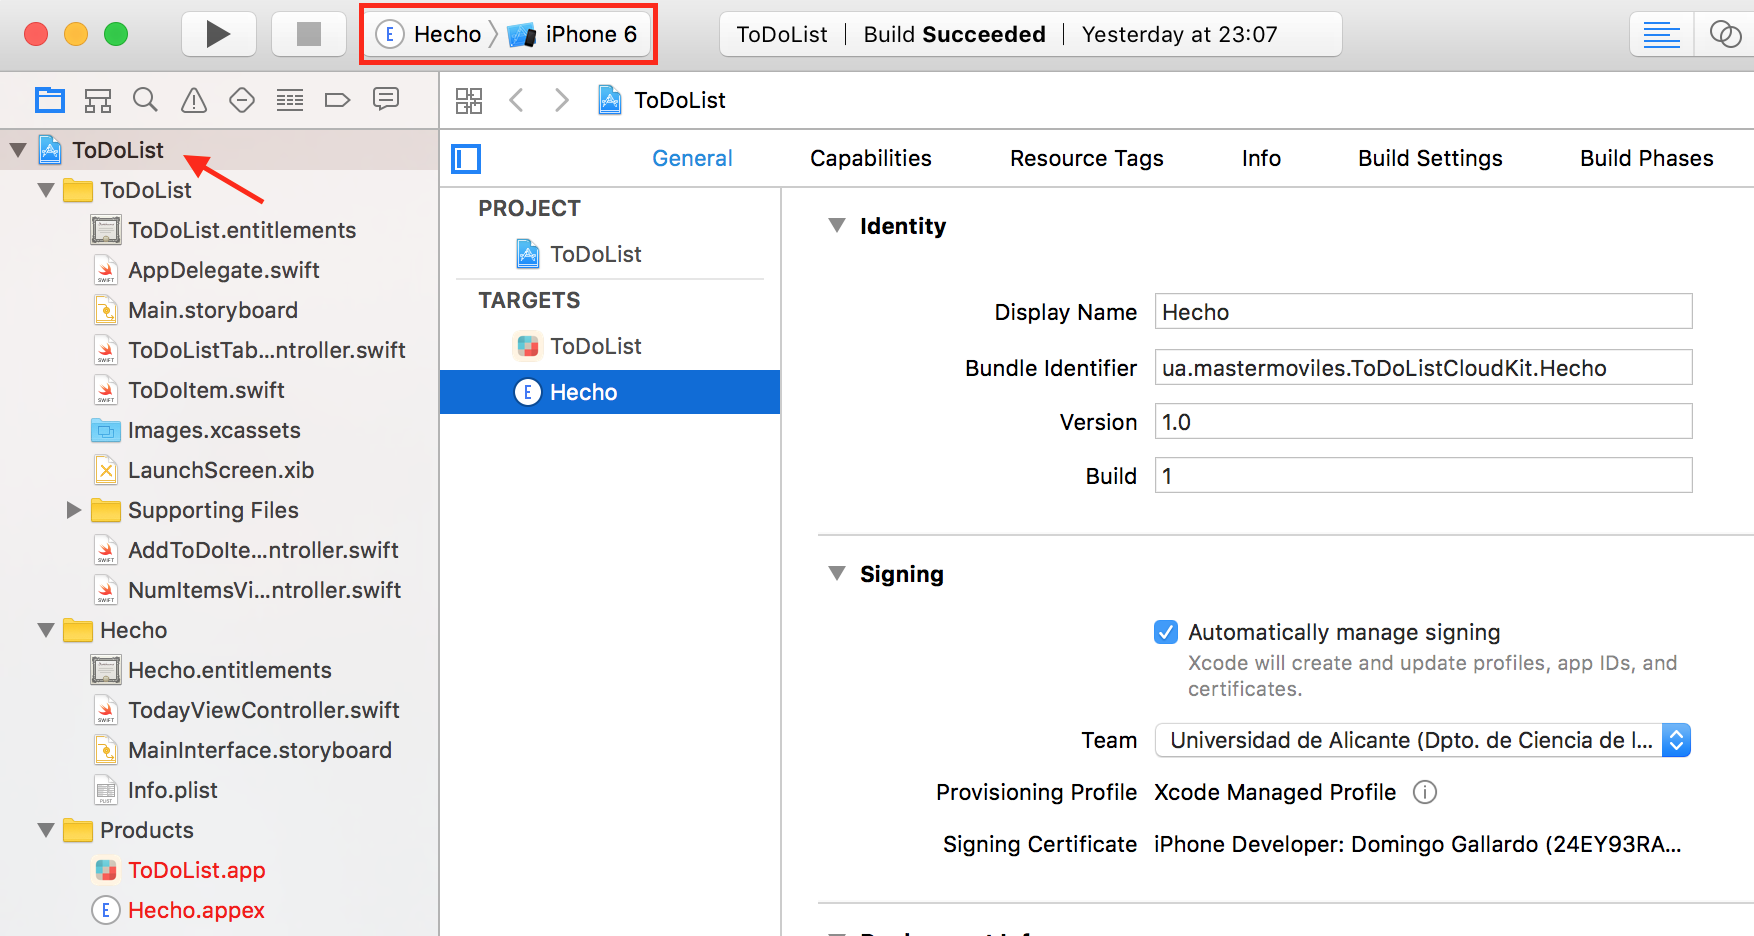 Hecho iPhone 6
ToDoList Build Succeeded Yesterday at 23:07
ToDoList
General Capabilities Resource Tags Info Build Settings Build Phases
ToDoList
ToDoList
ToDoList.entitlements
AppDelegate.swift
Main.storyboard
ToDoListTab...ntroller.swift
ToDoItem.swift
Images.xcassets
LaunchScreen.xib
Supporting Files
AddToDoIte...ntroller.swift
NumItemsVi...ntroller.swift
Hecho
Hecho.entitlements
TodayViewController.swift
MainInterface.storyboard
Info.plist
Products
ToDoList.app
Hecho.appex
PROJECT
ToDoList
TARGETS
ToDoList
Hecho
Identity
Display Name Hecho
Bundle Identifier ua.mastermoviles.ToDoListCloudKit.Hecho
Version 1.0
Build 1
Signing
Automatically manage signing
Xcode will create and update profiles, app IDs, and
certificates.
Team Universidad de Alicante (Dpto. de Ciencia de l...
Provisioning Profile Xcode Managed Profile
Signing Certificate iPhone Developer: Domingo Gallardo (24EY93RA...